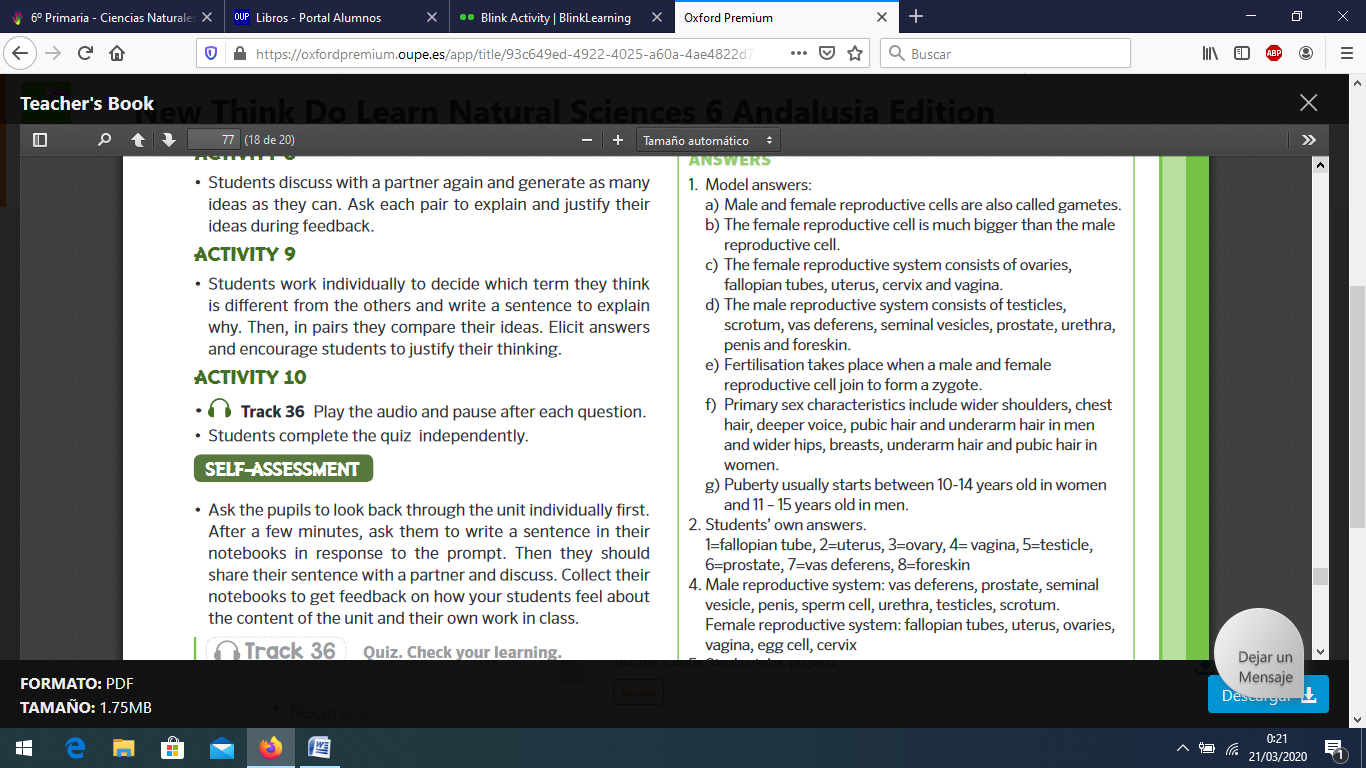 6º Primaria - Ciencias Naturales
Libros - Portal Alumnos
Blink Activity | BlinkLearning
Oxford Premium
https://oxfordpremium.oupe.es/app/title/93c649ed-4922-4025-a60a-4ae4822d7
Buscar
New Think Do Learn Natural Sciences 6 Andalusia Edition
Teacher's Book
77 (18 de 20)
Tamaño automático
• Students discuss with a partner again and generate as many
ideas as they can. Ask each pair to explain and justify their
ideas during feedback.
ACTIVITY 9
• Students work individually to decide which term they think
is different from the others and write a sentence to explain
why. Then, in pairs they compare their ideas. Elicit answers
and encourage students to justify their thinking.
ACTIVITY 10
• Track 36 Play the audio and pause after each question.
• Students complete the quiz independently.
SELF-ASSESSMENT
• Ask the pupils to look back through the unit individually first.
After a few minutes, ask them to write a sentence in their
notebooks in response to the prompt. Then they should
share their sentence with a partner and discuss. Collect their
notebooks to get feedback on how your students feel about
the content of the unit and their own work in class.
Track 36 Quiz. Check your learning.
ANSWERS
1. Model answers:
a) Male and female reproductive cells are also called gametes.
b) The female reproductive cell is much bigger than the male
reproductive cell.
c) The female reproductive system consists of ovaries,
fallopian tubes, uterus, cervix and vagina.
d) The male reproductive system consists of testicles,
scrotum, vas deferens, seminal vesicles, prostate, urethra,
penis and foreskin.
e) Fertilisation takes place when a male and female
reproductive cell join to form a zygote.
f) Primary sex characteristics include wider shoulders, chest
hair, deeper voice, pubic hair and underarm hair in men
and wider hips, breasts, underarm hair and pubic hair in
women.
g) Puberty usually starts between 10-14 years old in women
and 11 – 15 years old in men.
2. Students' own answers.
1=fallopian tube, 2=uterus, 3=ovary, 4= vagina, 5=testicle,
6=prostate, 7=vas deferens, 8=foreskin
4. Male reproductive system: vas deferens, prostate, seminal
vesicle, penis, sperm cell, urethra, testicles, scrotum.
Female reproductive system: fallopian tubes, uterus, ovaries,
vagina, egg cell, cervix
Dejar un
Mensaje
FORMATO: PDF
TAMAÑO: 1.75MB
Descargar
Recursos
0:21
21/03/2020
1